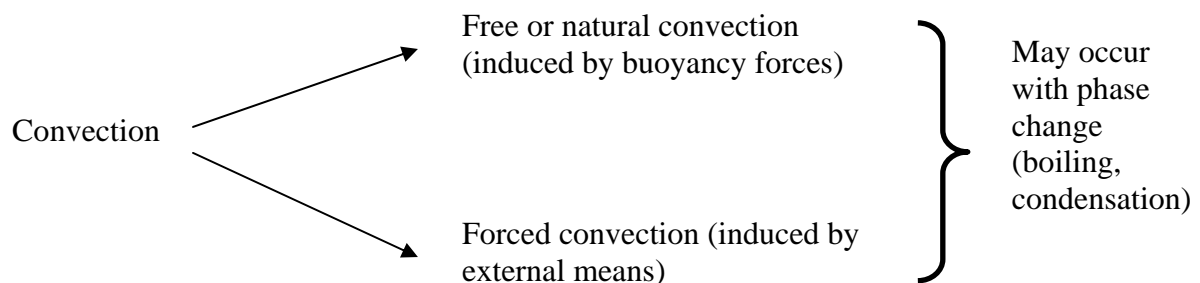 Convection
Free or natural convection
(induced by buoyancy forces)
Forced convection (induced by
external means)
May occur
with phase
change
(boiling,
condensation)